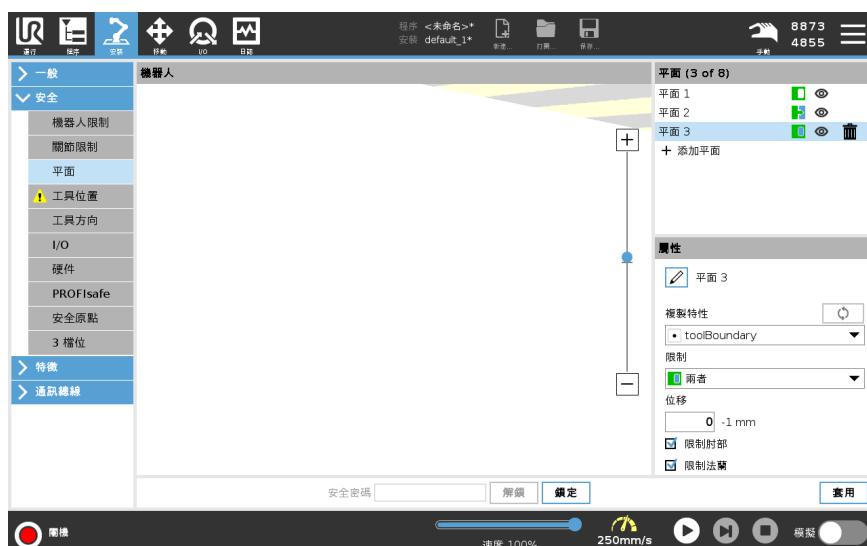 UR
運行
程序
安裝
移動
I/O
日誌
程序 <未命名>*
安裝 default_1*
新建...
打開...
保存...
手動
8873
4855
一般
安全
機器人限制
關節限制
平面
工具位置
工具方向
I/O
硬件
PROFIsafe
安全原點
3 檔位
特徵
通訊總線
機器人
平面 (3 of 8)
平面 1
平面 2
平面 3
添加平面
屬性
平面 3
複製特性
toolBoundary
限制
兩者
位移
0 -1 mm
限制肘部
限制法蘭
安全密碼
解鎖
鎖定
套用
關機
速度 100%
250mm/s
模擬